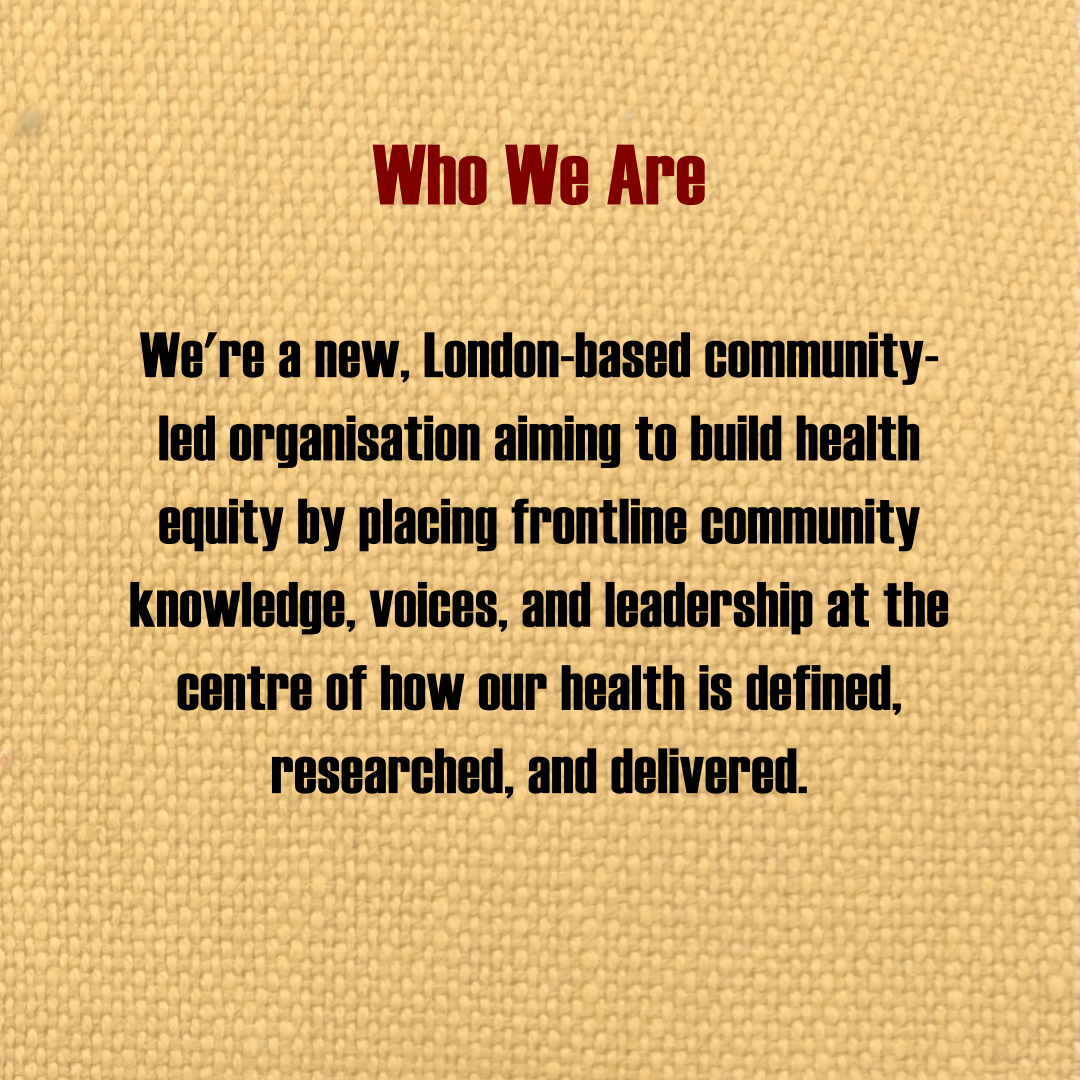 Who We Are
We're a new, London-based community-
led organisation aiming to build health
equity by placing frontline community
knowledge, voices, and leadership at the
centre of how our health is defined,
researched, and delivered.